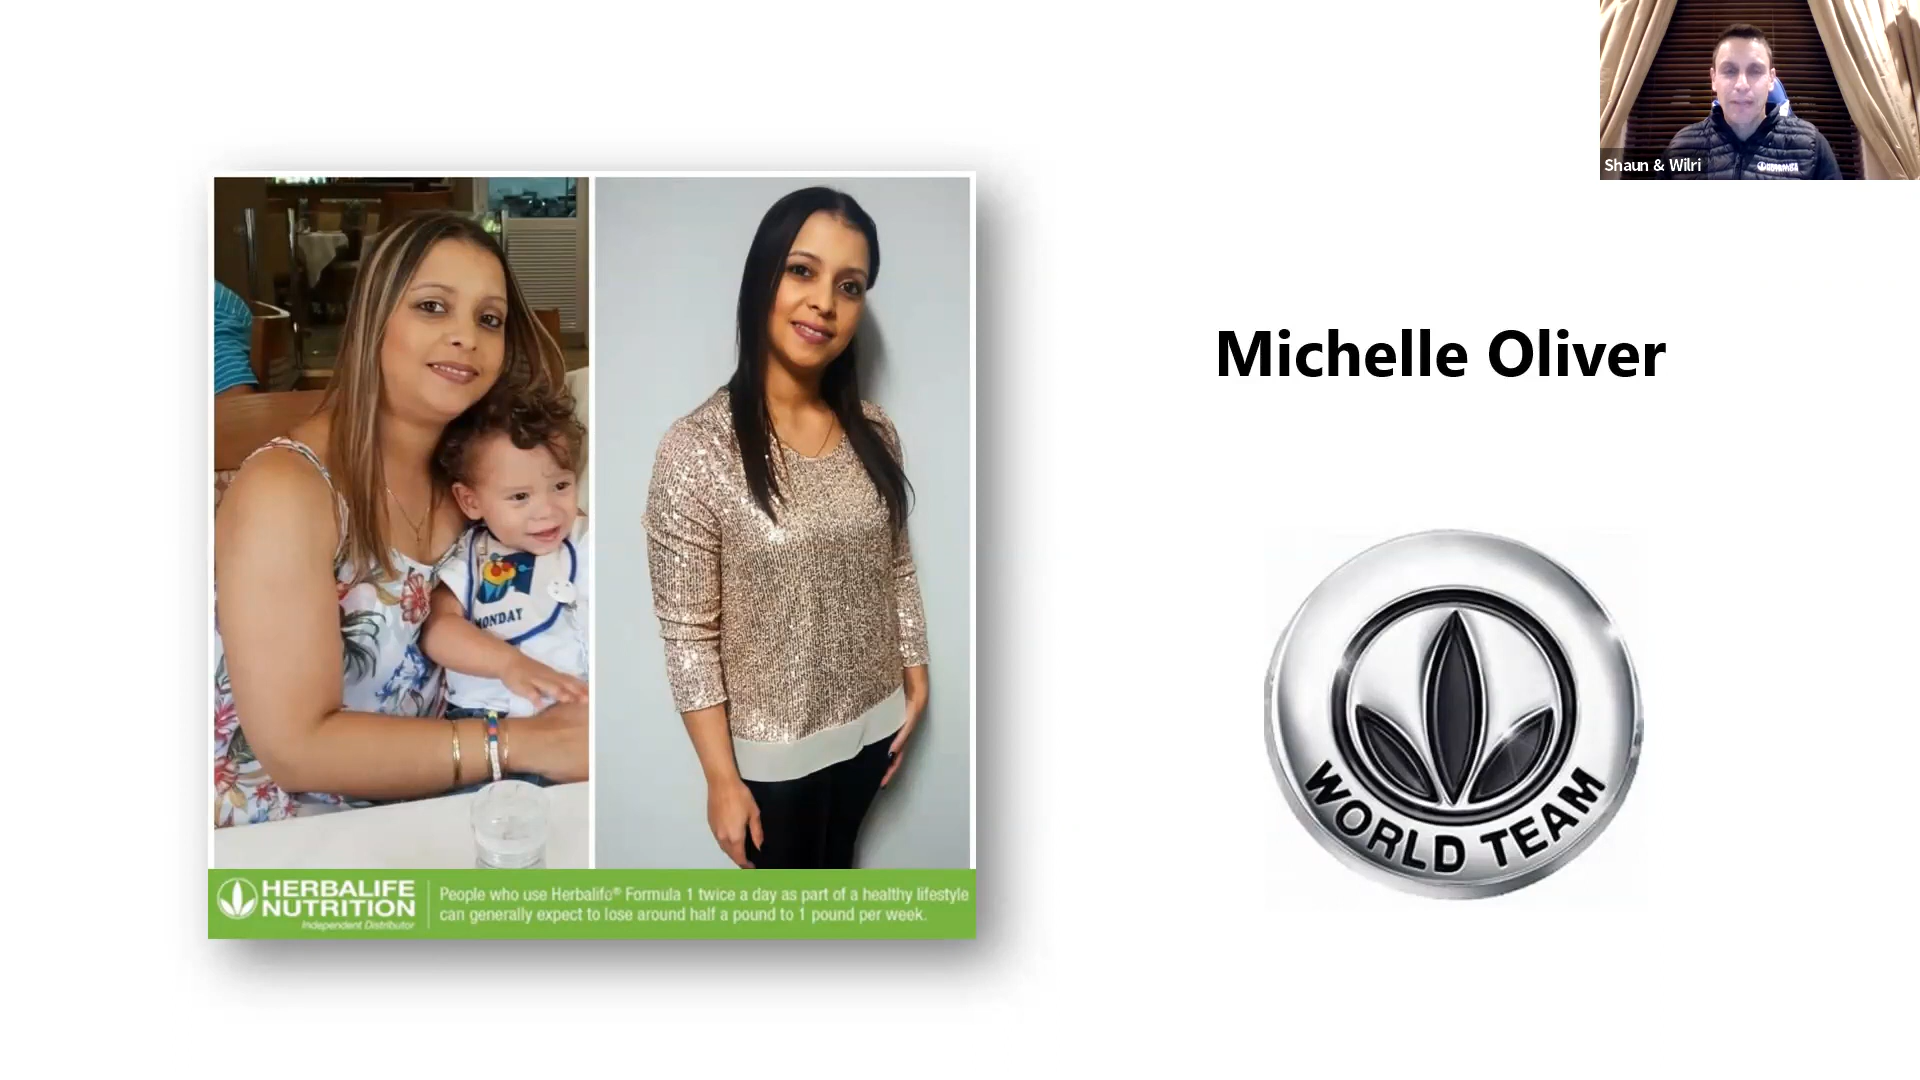 Shaun & Wilri
MONDAY
Michelle Oliver
WORLD TEAM
HERBALIFE
NUTRITION
Independent Distributor
People who use Herbalife® Formula 1 twice a day as part of a healthy lifestyle
can generally expect to lose around half a pound to 1 pound per week.